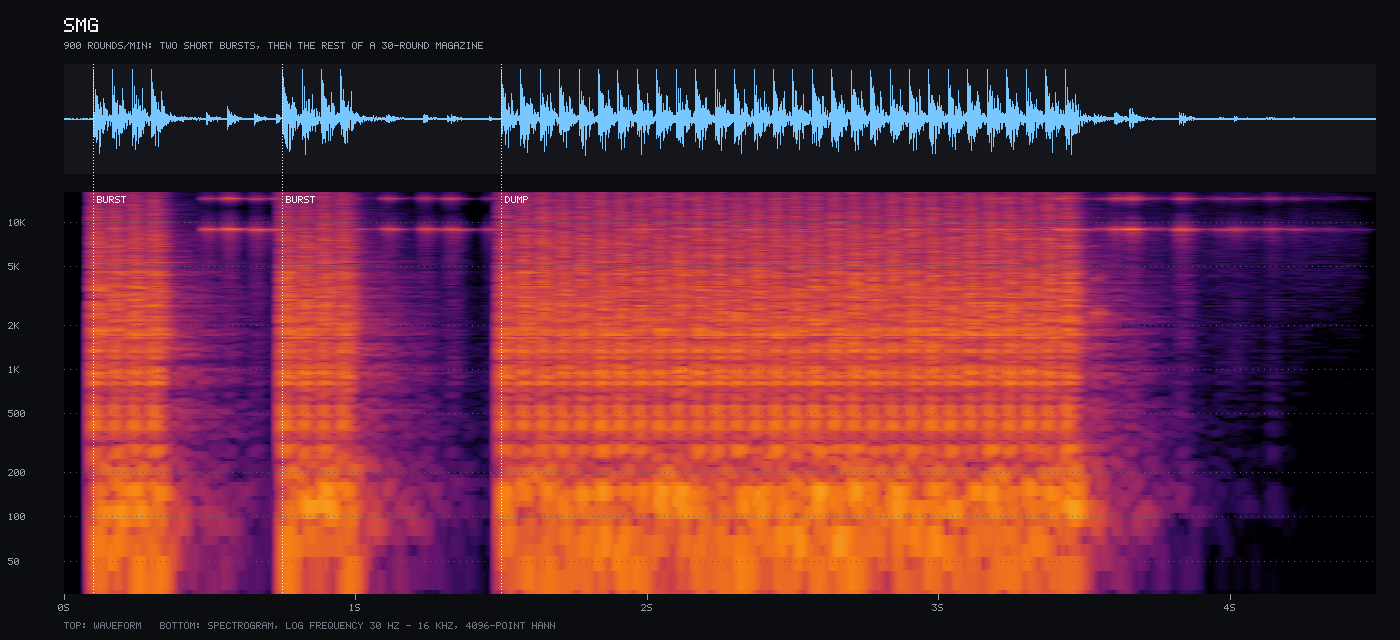 SMG
900 ROUNDS/MIN: TWO SHORT BURSTS, THEN THE REST OF A 30-ROUND MAGAZINE
BURST BURST DUMP
10K
5K
2K
1K
500
200
100
50
0S 1S 2S 3S 4S
TOP: WAVEFORM BOTTOM: SPECTROGRAM, LOG FREQUENCY 30 HZ - 16 KHZ, 4096-POINT HANN